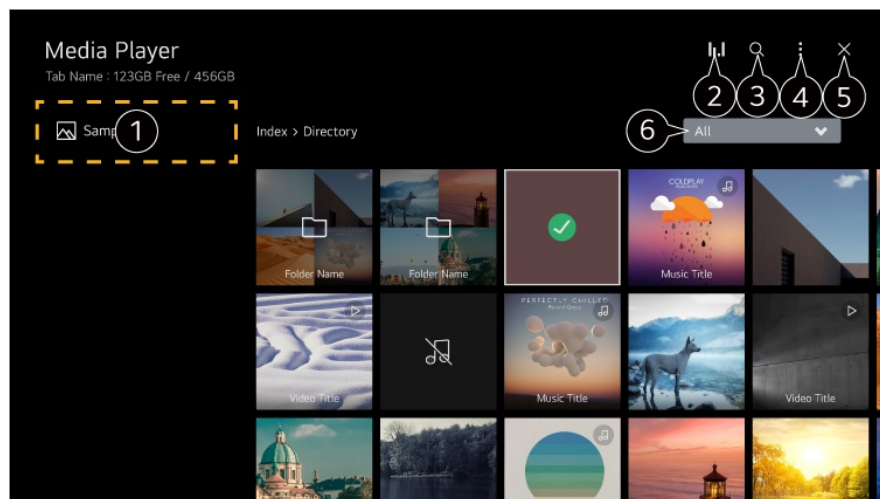 Media Player
Tab Name : 123GB Free / 456GB
1
2 3 4 5
6 All
Index > Directory
COLDPLAY
Folder Name
Folder Name
Music Title
PERFECTLY CHILLED
Video Title
Music Title
Video Title